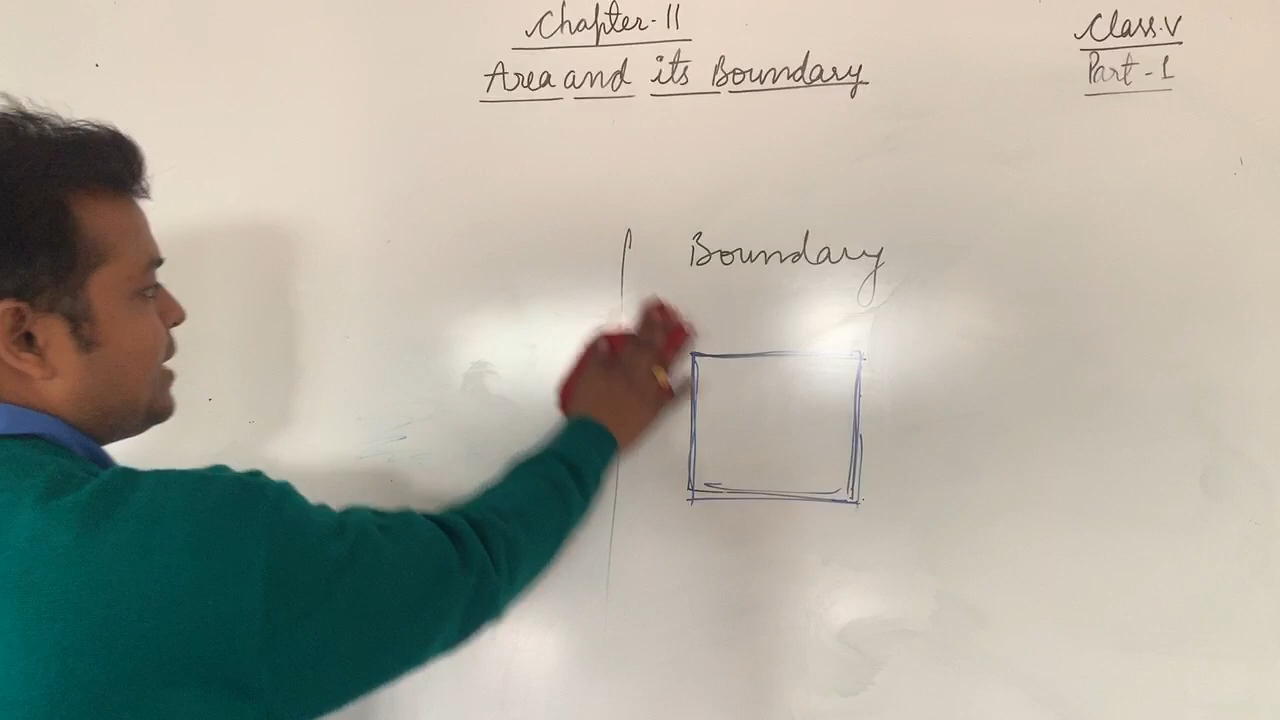 Chapter-11
Area and its Boundary
Class.V
Part-1
Boundary